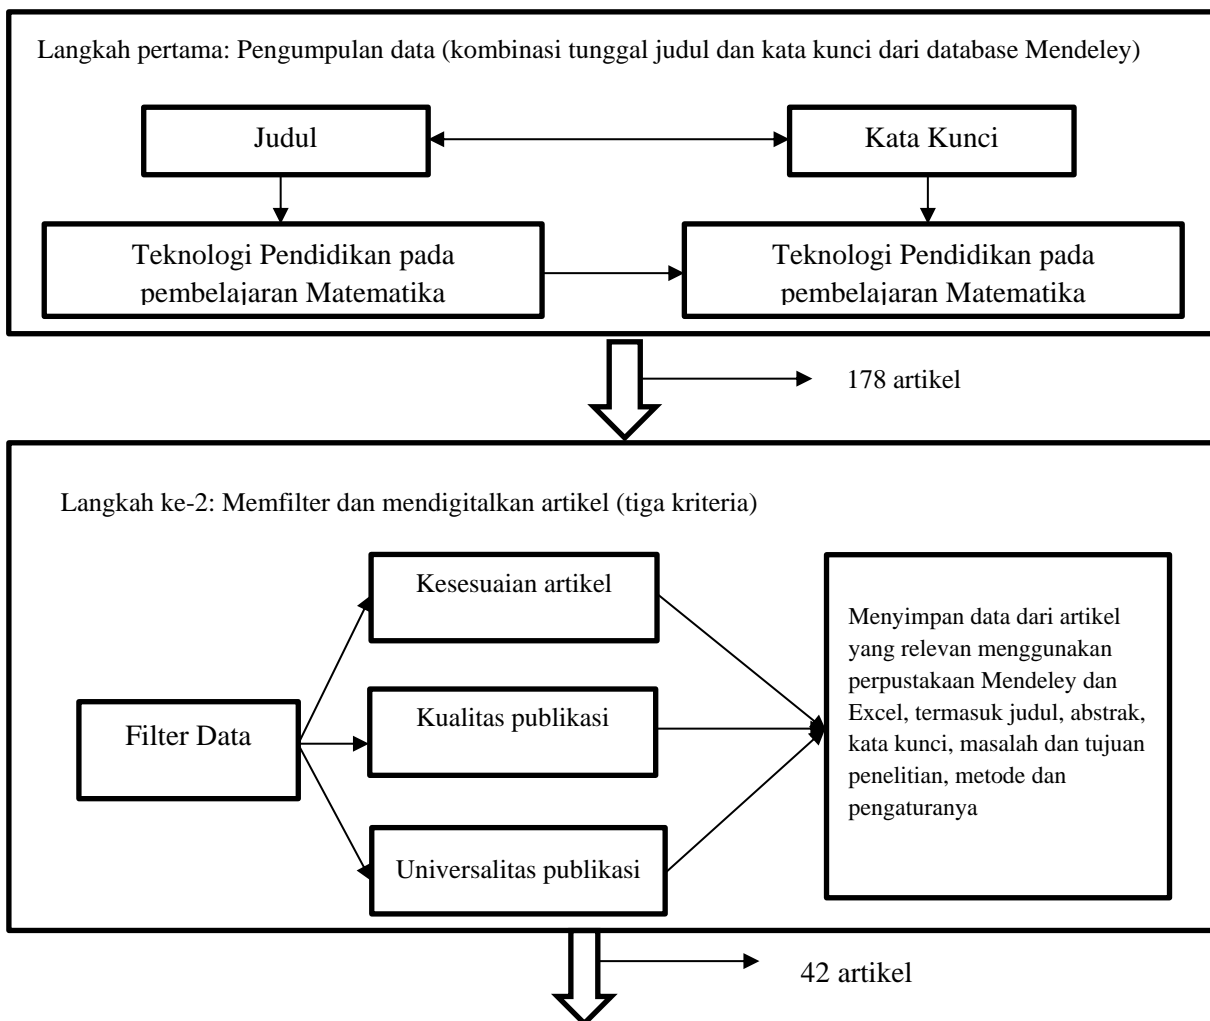 Langkah pertama: Pengumpulan data (kombinasi tunggal judul dan kata kunci dari database Mendeley)
Judul
Kata Kunci
Teknologi Pendidikan pada
pembelajaran Matematika
Teknologi Pendidikan pada
pembelajaran Matematika
178 artikel
Langkah ke-2: Memfilter dan mendigitalkan artikel (tiga kriteria)
Filter Data
Kesesuaian artikel
Kualitas publikasi
Universalitas publikasi
Menyimpan data dari artikel
yang relevan menggunakan
perpustakaan Mendeley dan
Excel, termasuk judul, abstrak,
kata kunci, masalah dan tujuan
penelitian, metode dan
pengaturanya
42 artikel